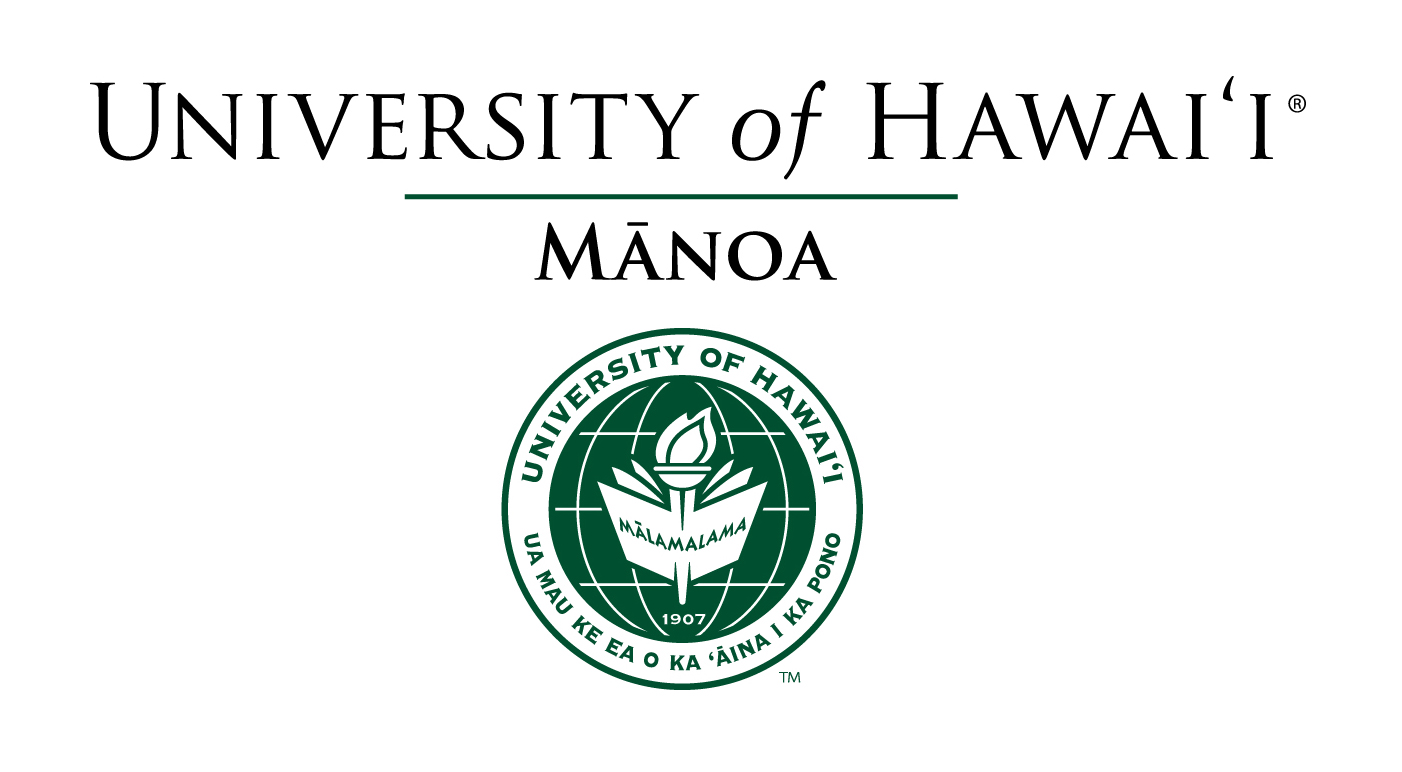 UNIVERSITY of HAWAIʻI®
MĀNOA
UNIVERSITY OF HAWAIʻI
MĀLAMALAMA
1907
UA MAU KE EA O KA ʻĀINA I KA PONO
TM